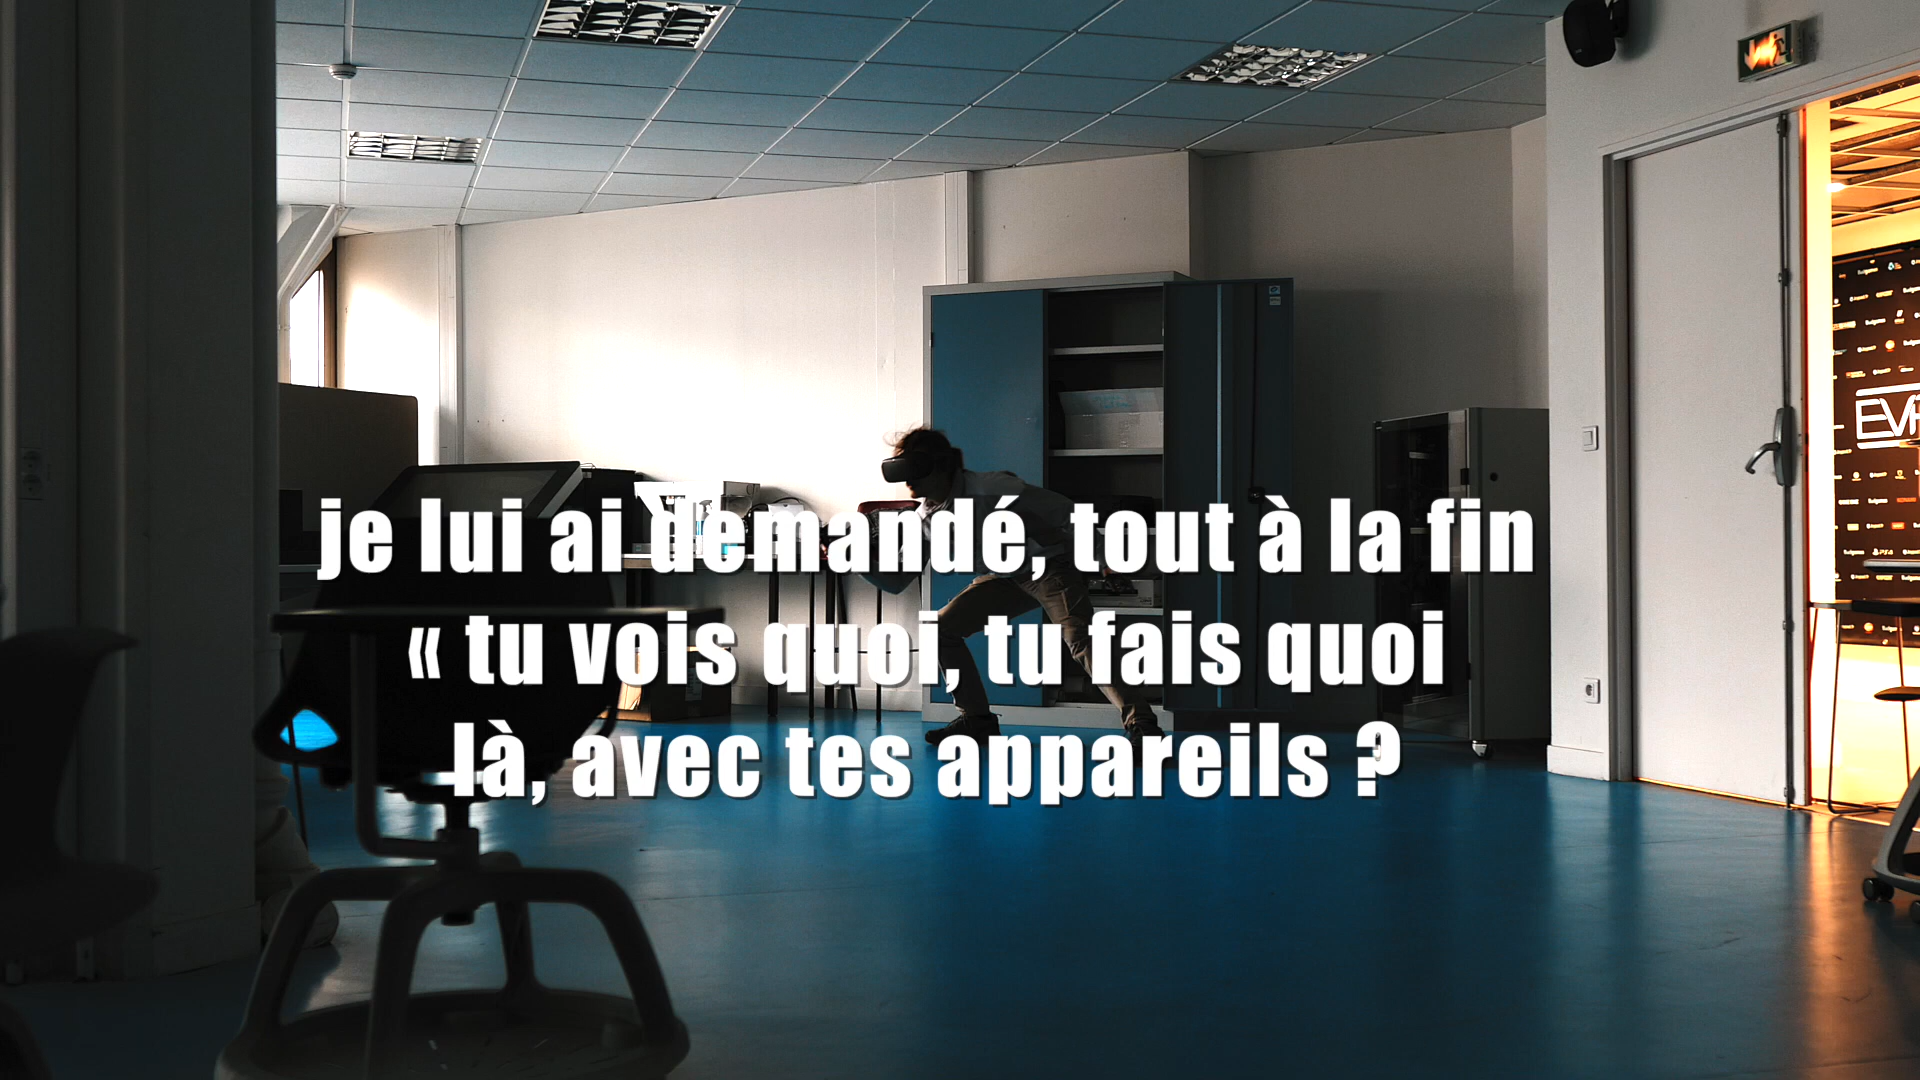 je lui ai demandé, tout à la fin
« tu vois quoi, tu fais quoi
là, avec tes appareils ?